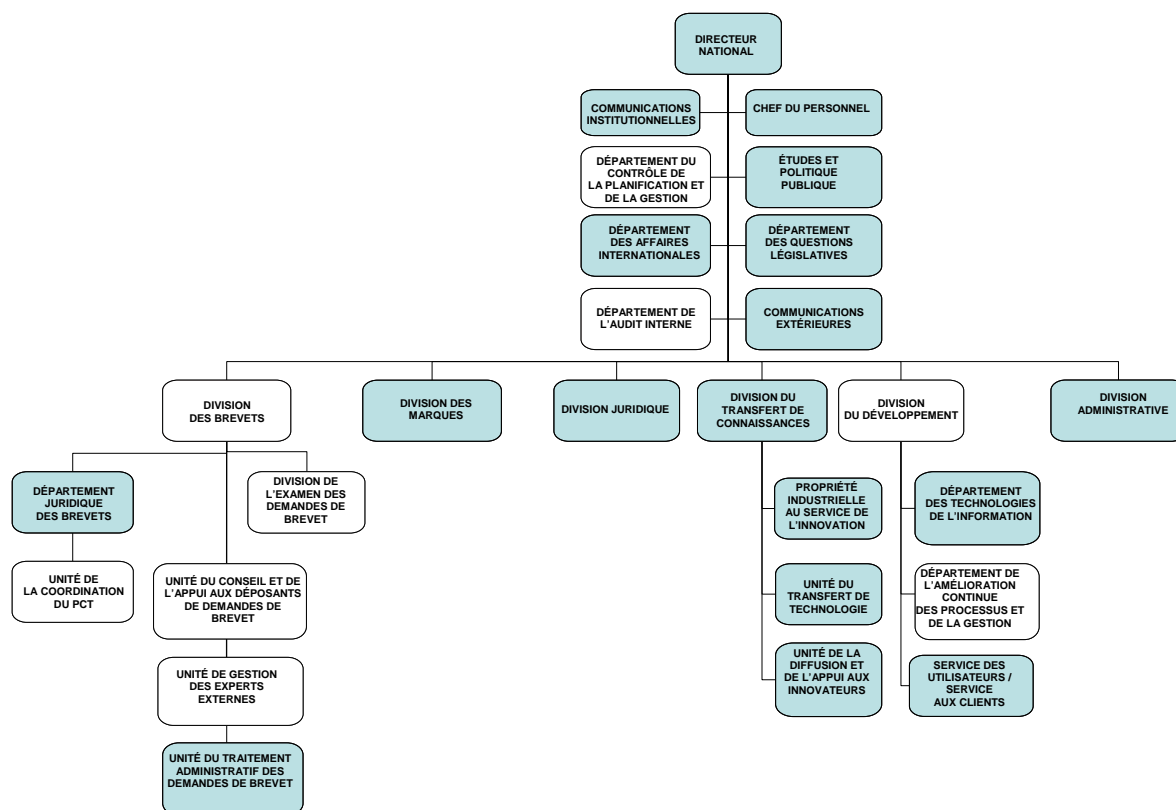 DIRECTEUR
NATIONAL
COMMUNICATIONS
INSTITUTIONNELLES
CHEF DU PERSONNEL
DÉPARTEMENT DU
CONTRÔLE DE
LA PLANIFICATION ET
DE LA GESTION
ÉTUDES ET
POLITIQUE
PUBLIQUE
DÉPARTEMENT
DES AFFAIRES
INTERNATIONALES
DÉPARTEMENT
DES QUESTIONS
LÉGISLATIVES
DÉPARTEMENT DE
L'AUDIT INTERNE
COMMUNICATIONS
EXTÉRIEURES
DIVISION
DES BREVETS
DIVISION DES
MARQUES
DIVISION JURIDIQUE
DIVISION DU
TRANSFERT DE
CONNAISSANCES
DIVISION
DU DÉVELOPPEMENT
DIVISION
ADMINISTRATIVE
DÉPARTEMENT
JURIDIQUE
DES BREVETS
DIVISION DE
L'EXAMEN DES
DEMANDES DE
BREVET
PROPRIÉTÉ
INDUSTRIELLE
AU SERVICE DE
L'INNOVATION
DÉPARTEMENT
DES TECHNOLOGIES
DE L'INFORMATION
UNITÉ DE
LA COORDINATION
DU PCT
UNITÉ DU CONSEIL ET DE
L'APPUI AUX DÉPOSANTS
DE DEMANDES DE
BREVET
UNITÉ DU
TRANSFERT DE
TECHNOLOGIE
DÉPARTEMENT DE
L'AMÉLIORATION
CONTINUE
DES PROCESSUS ET
DE LA GESTION
UNITÉ DE GESTION
DES EXPERTS
EXTERNES
UNITÉ DE LA
DIFFUSION ET
DE L'APPUI AUX
INNOVATEURS
SERVICE DES
UTILISATEURS /
SERVICE
AUX CLIENTS
UNITÉ DU TRAITEMENT
ADMINISTRATIF DES
DEMANDES DE BREVET